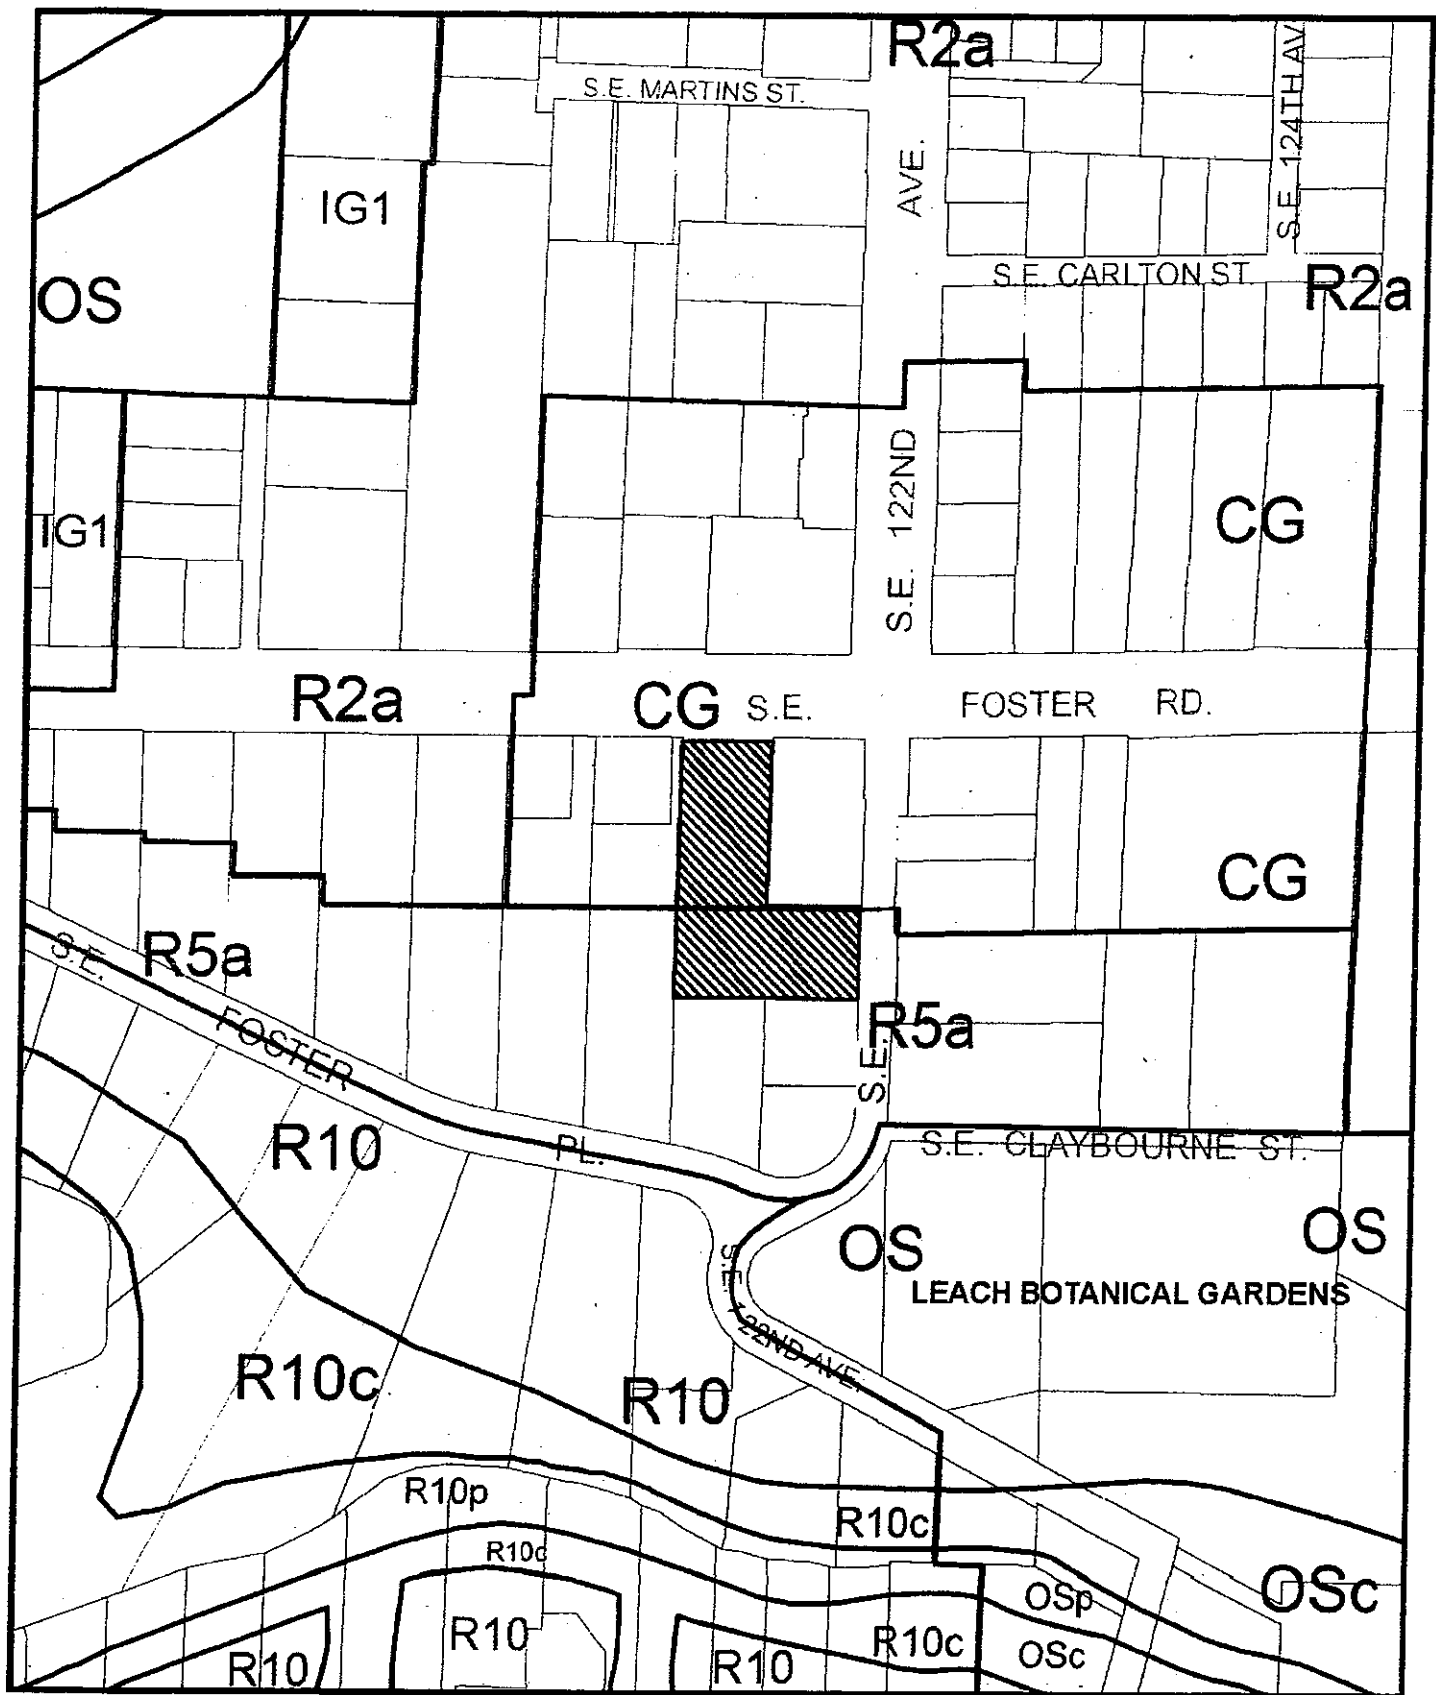 R2a
S.E. MARTINS ST.
S.E. 124TH AV
IG1
AVE.
OS
S.E. CARLTON ST.
R2a
S.E. 122ND
CG
IG1
R2a
CG
S.E.
FOSTER RD.
CG
R5a
S.E.
FOSTER
PL.
R5a
S.E.
R10
S.E. CLAYBOURNE ST.
OS
OS
LEACH BOTANICAL GARDENS
S.E. 122ND AVE.
R10c
R10
R10p
R10c
R10c
OSp
OSc
R10
R10c
OSc
R10
R10